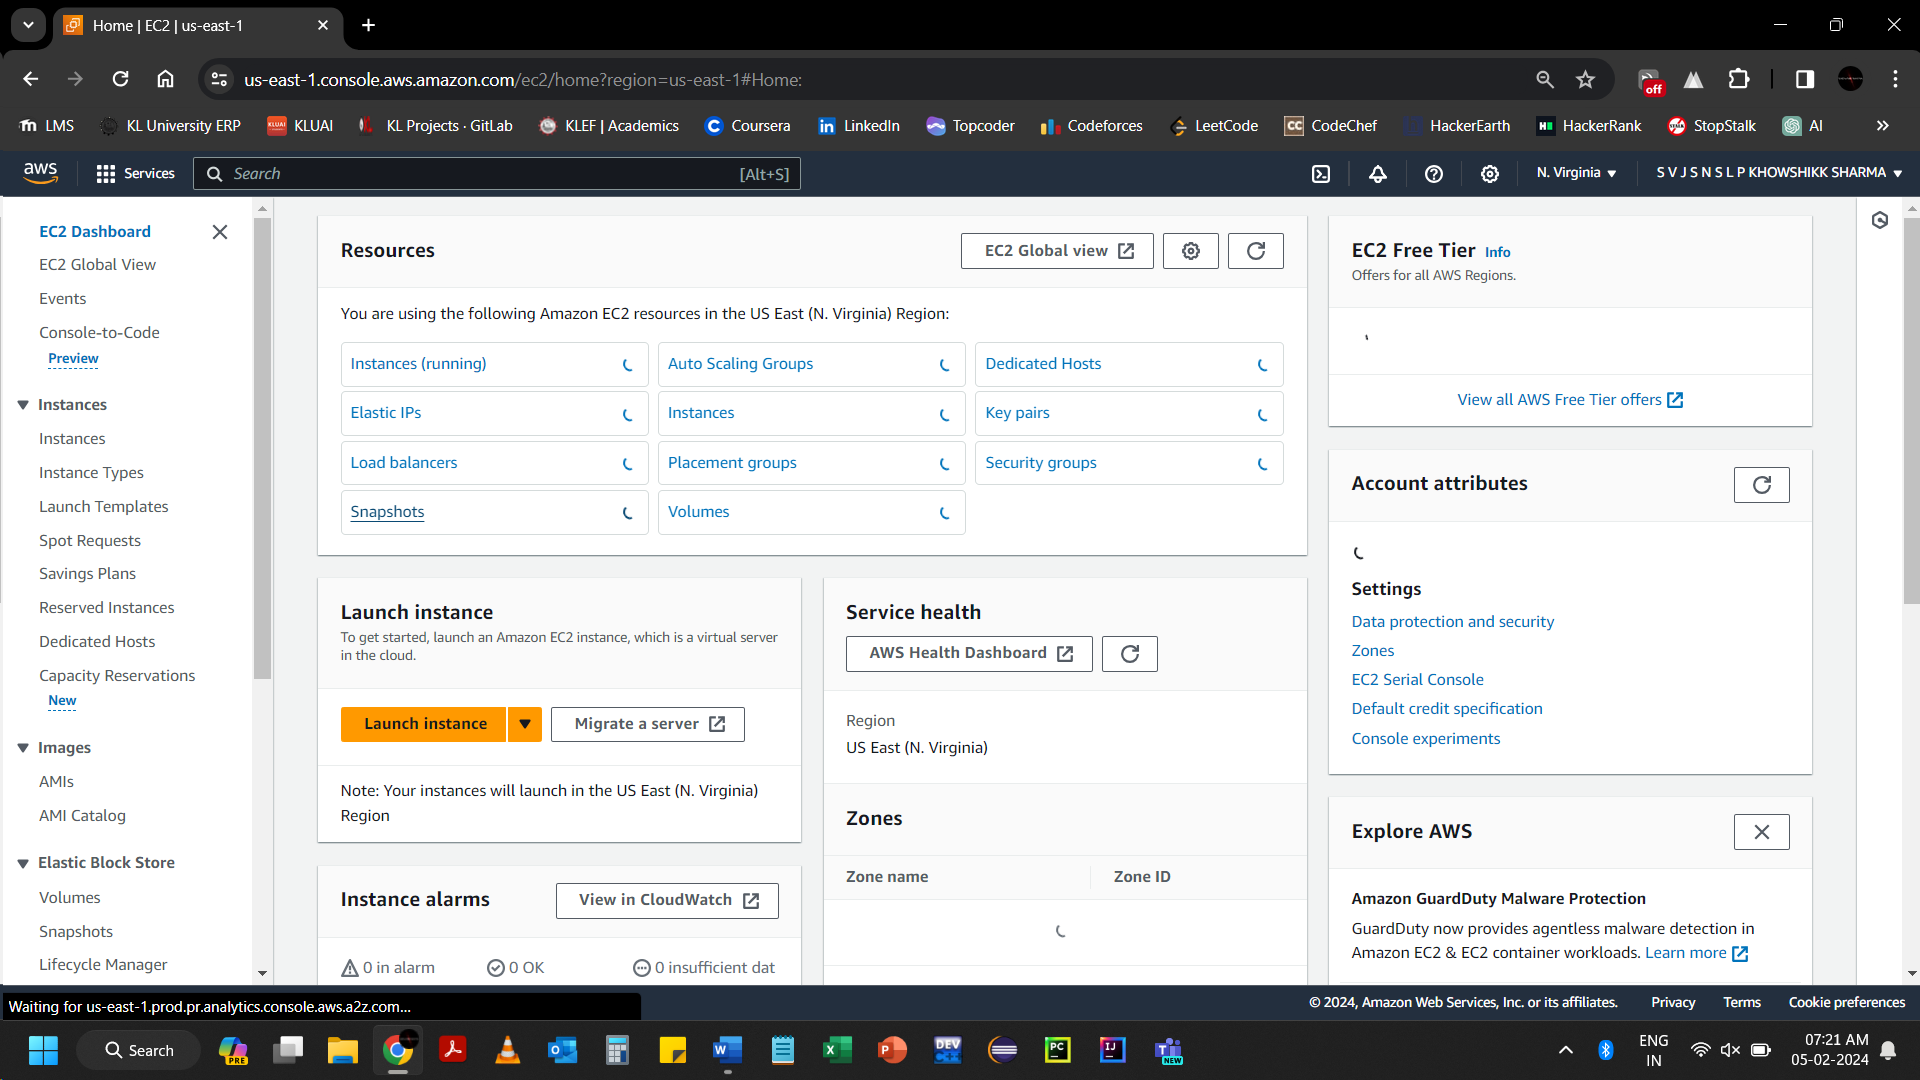 Home | EC2 | us-east-1
us-east-1.console.aws.amazon.com/ec2/home?region=us-east-1#Home:
off
LMS
KL University ERP
KLUAI
KL Projects · GitLab
KLEF | Academics
Coursera
LinkedIn
Topcoder
Codeforces
LeetCode
CodeChef
HackerEarth
HackerRank
StopStalk
AI
aws
Services
Search
[Alt+S]
N. Virginia
S V J S N S L P KHOWSHIKK SHARMA
EC2 Dashboard
EC2 Global View
Events
Console-to-Code
Preview
Instances
Instances
Instance Types
Launch Templates
Spot Requests
Savings Plans
Reserved Instances
Dedicated Hosts
Capacity Reservations
New
Images
AMIs
AMI Catalog
Elastic Block Store
Volumes
Snapshots
Lifecycle Manager
Resources
EC2 Global view
You are using the following Amazon EC2 resources in the US East (N. Virginia) Region:
Instances (running)
Auto Scaling Groups
Dedicated Hosts
Elastic IPs
Instances
Key pairs
Load balancers
Placement groups
Security groups
Snapshots
Volumes
Launch instance
To get started, launch an Amazon EC2 instance, which is a virtual server
in the cloud.
Launch instance
Migrate a server
Note: Your instances will launch in the US East (N. Virginia)
Region
Instance alarms
View in CloudWatch
0 in alarm
0 OK
0 insufficient dat
Service health
AWS Health Dashboard
Region
US East (N. Virginia)
Zones
Zone name
Zone ID
EC2 Free Tier
Info
Offers for all AWS Regions.
View all AWS Free Tier offers
Account attributes
Settings
Data protection and security
Zones
EC2 Serial Console
Default credit specification
Console experiments
Explore AWS
Amazon GuardDuty Malware Protection
GuardDuty now provides agentless malware detection in
Amazon EC2 & EC2 container workloads. Learn more
Waiting for us-east-1.prod.pr.analytics.console.aws.a2z.com...
© 2024, Amazon Web Services, Inc. or its affiliates.
Privacy
Terms
Cookie preferences
Search
PRE
DEV
PC
IJ
NEW
ENG
IN
07:21 AM
05-02-2024